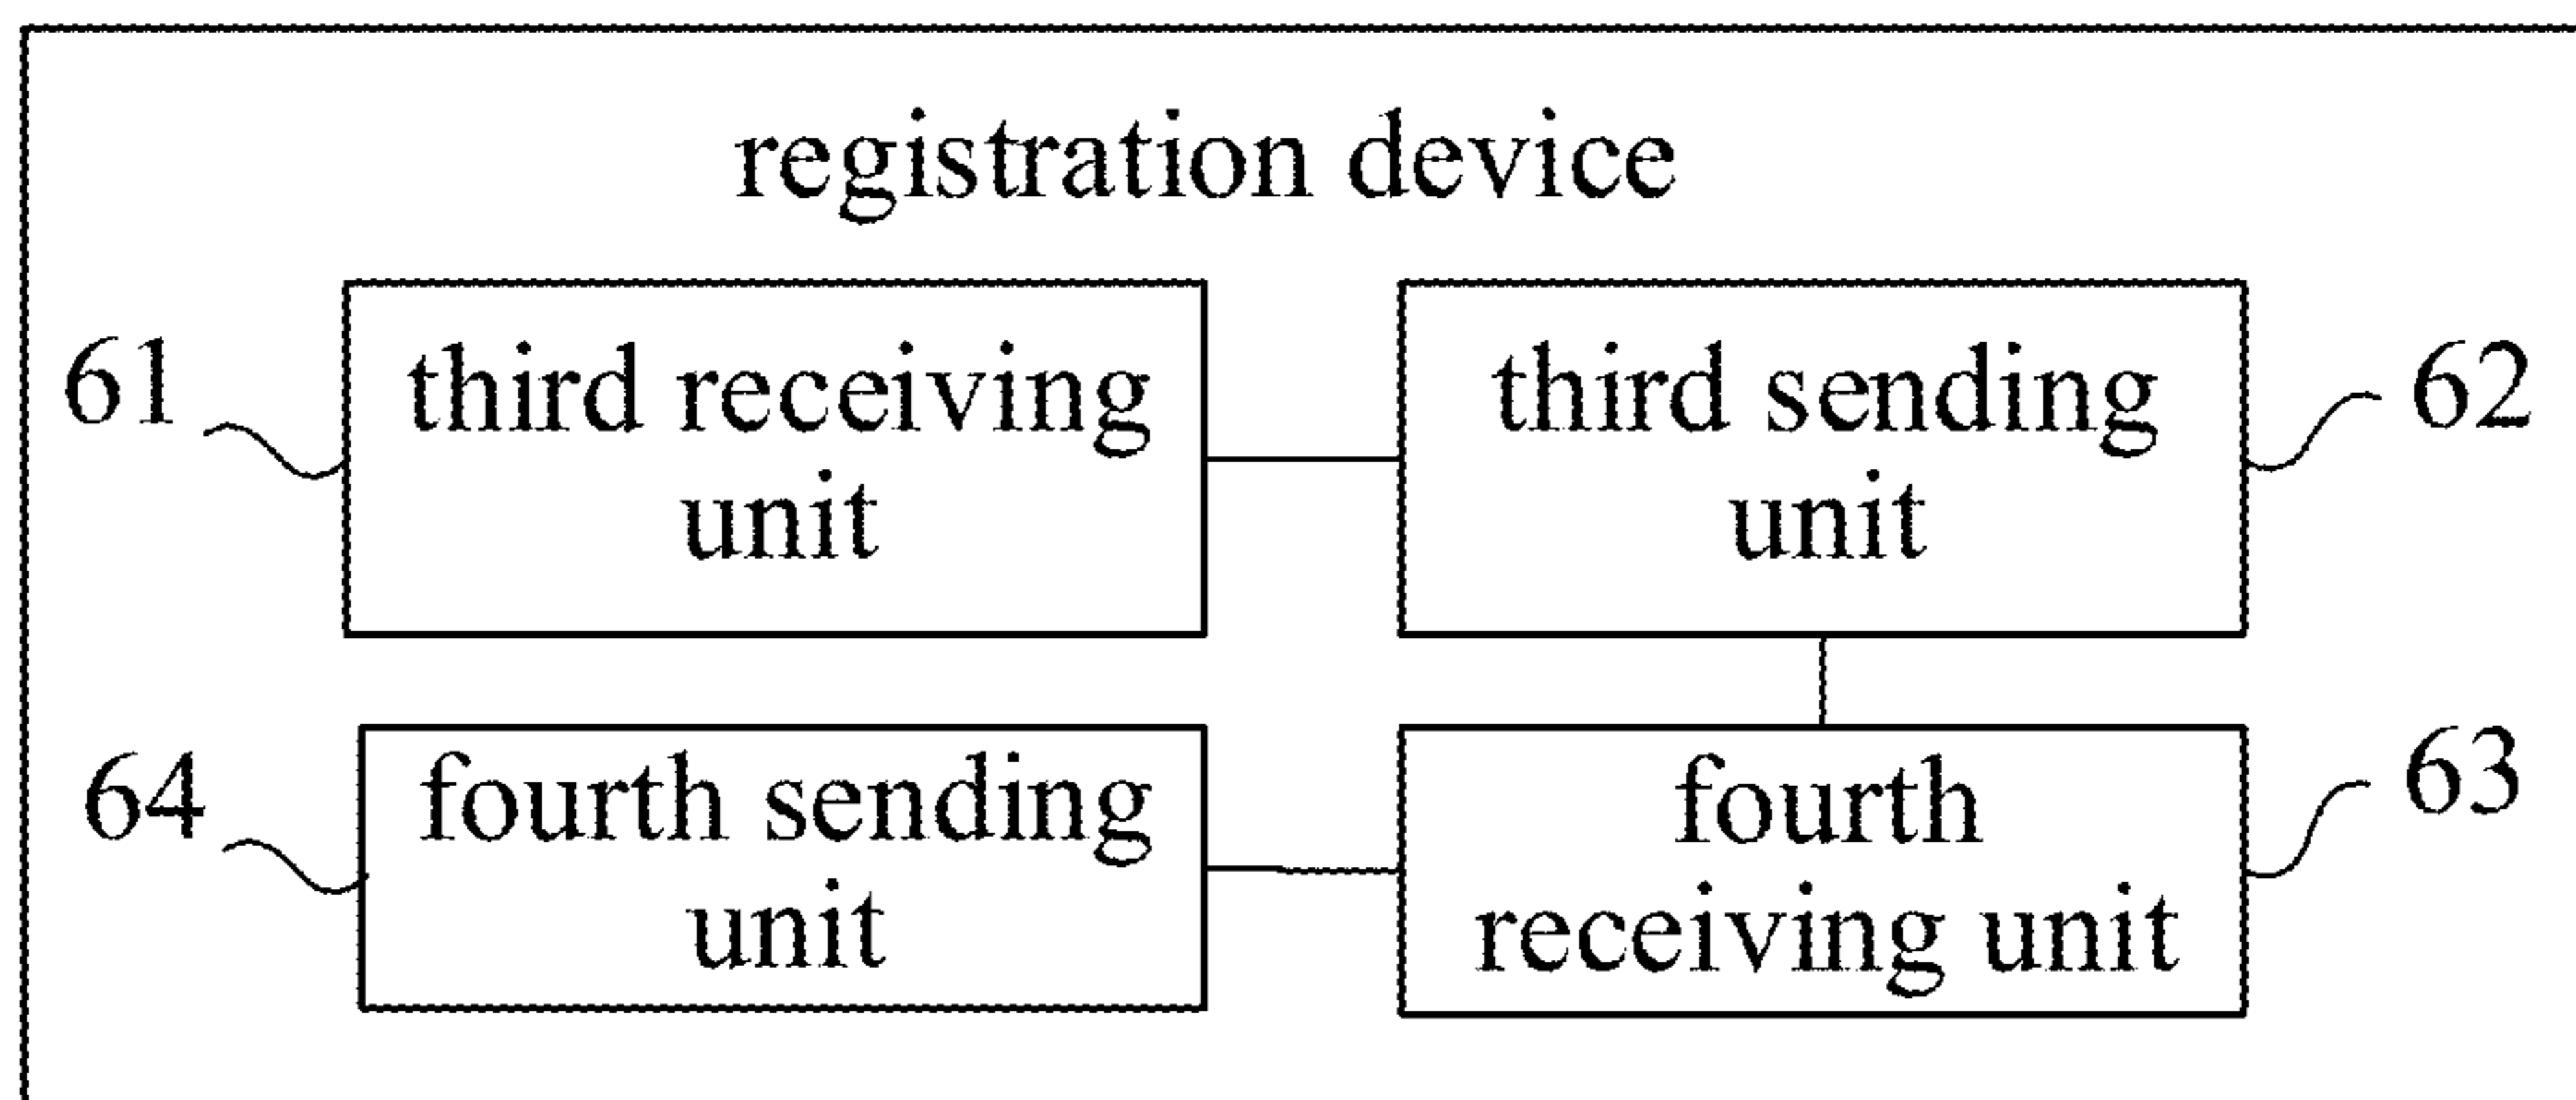 registration device
61
third receiving
unit
third sending
unit
62
64
fourth sending
unit
fourth
receiving unit
63